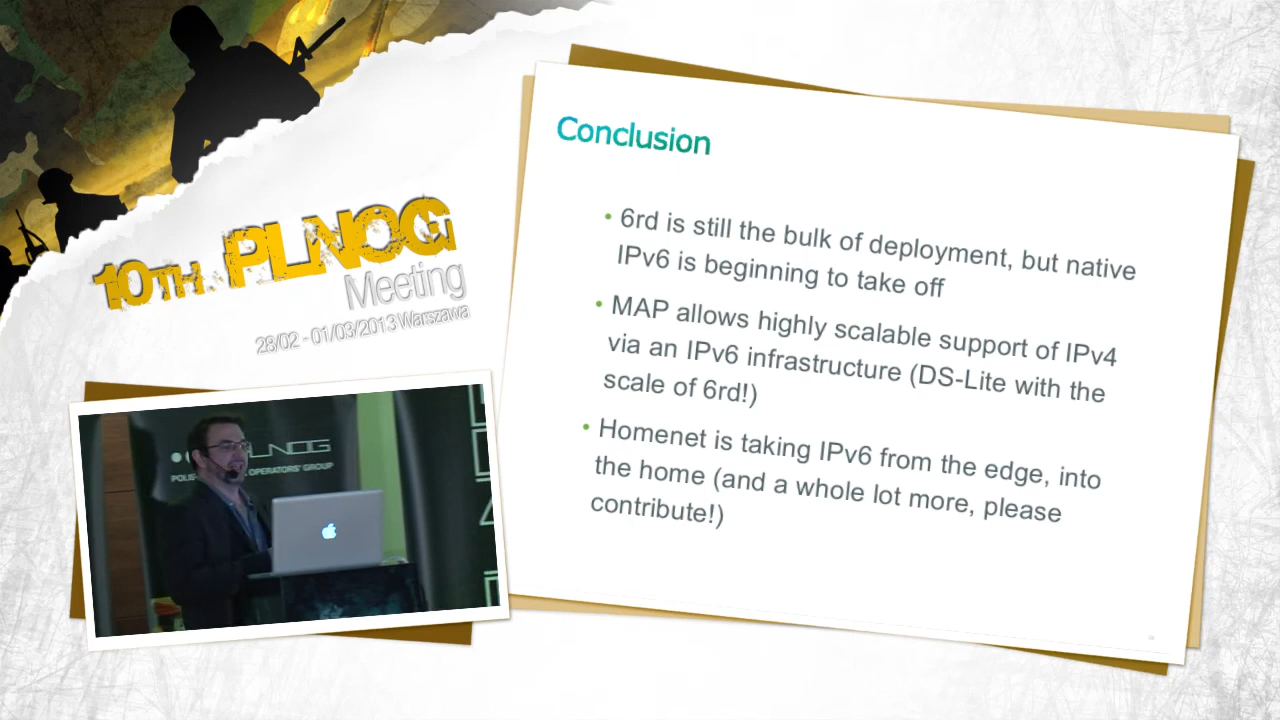 10TH. PLNOG
Meeting
28/02 - 01/03/2013 Warszawa
Conclusion
• 6rd is still the bulk of deployment, but native
IPv6 is beginning to take off
• MAP allows highly scalable support of IPv4
via an IPv6 infrastructure (DS-Lite with the
scale of 6rd!)
• Homenet is taking IPv6 from the edge, into
the home (and a whole lot more, please
contribute!)
OPERATORS' GROUP